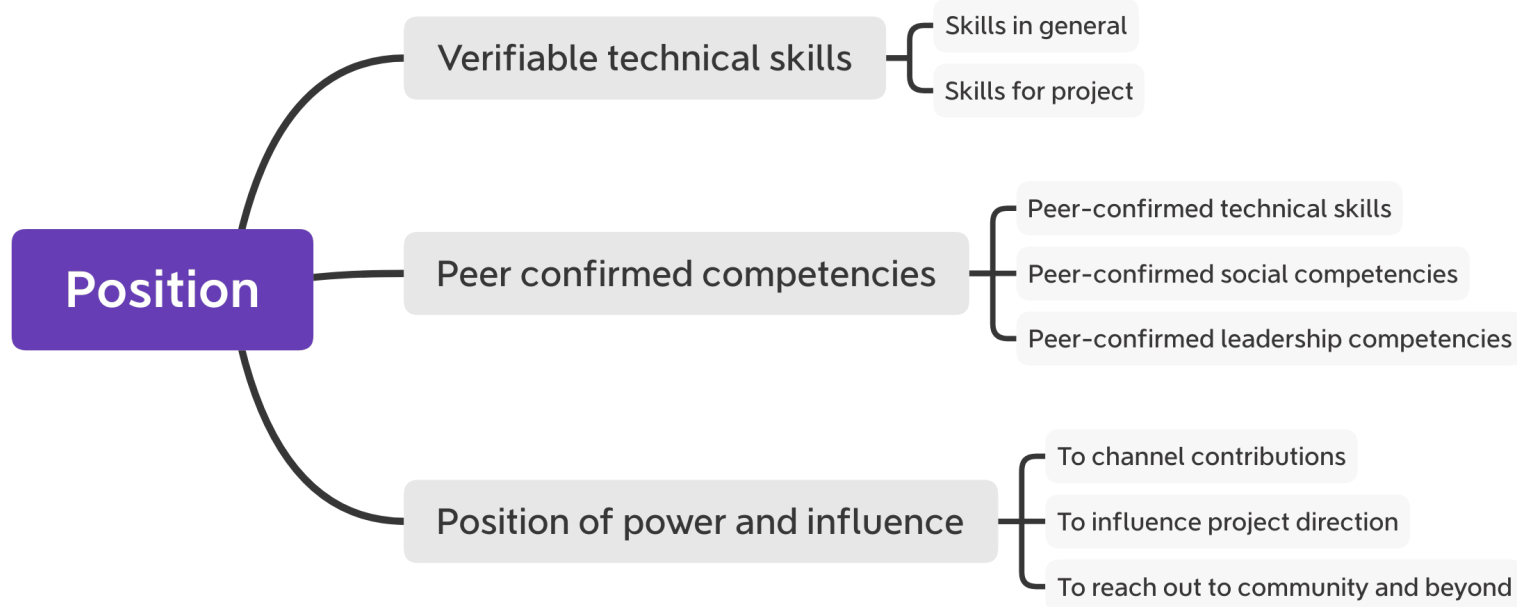 Position
Verifiable technical skills
Skills in general
Skills for project
Peer confirmed competencies
Peer-confirmed technical skills
Peer-confirmed social competencies
Peer-confirmed leadership competencies
Position of power and influence
To channel contributions
To influence project direction
To reach out to community and beyond